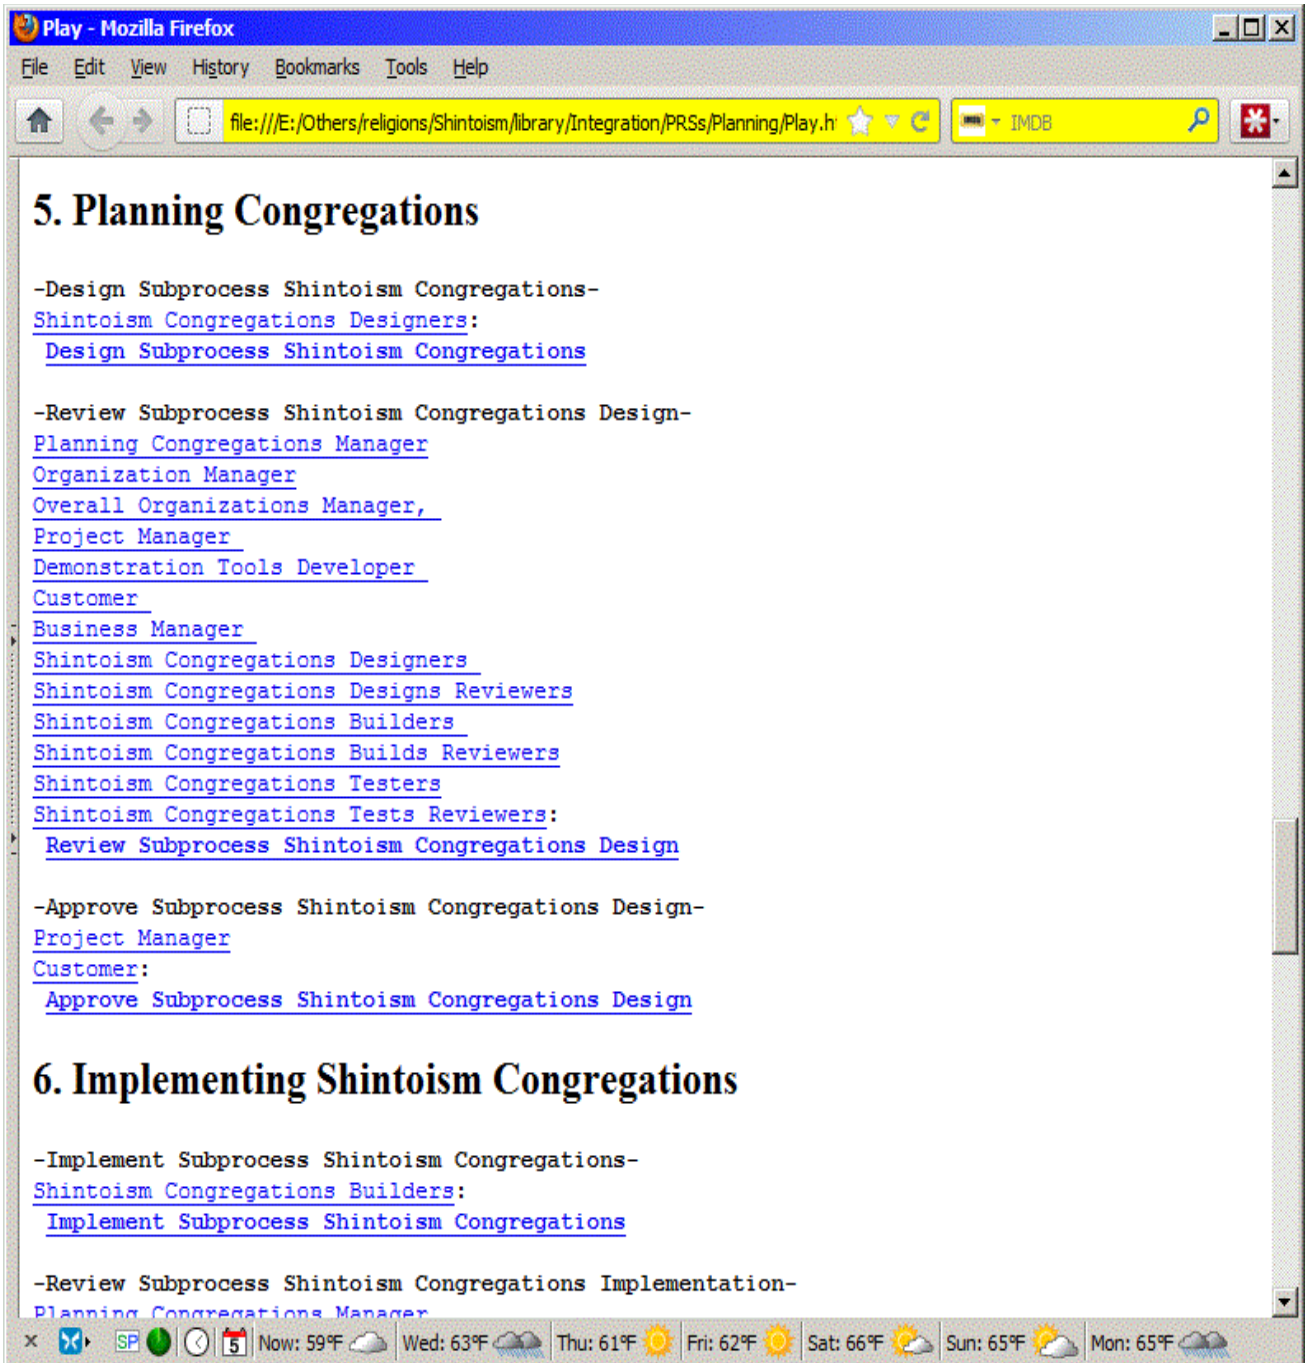 Play - Mozilla Firefox
File Edit View History Bookmarks Tools Help
file:///E:/Others/religions/Shintoism/library/Integration/PRSs/Planning/Play.h
IMDB
5. Planning Congregations
-Design Subprocess Shintoism Congregations-
Shintoism Congregations Designers:
Design Subprocess Shintoism Congregations
-Review Subprocess Shintoism Congregations Design-
Planning Congregations Manager
Organization Manager
Overall Organizations Manager,
Project Manager
Demonstration Tools Developer
Customer
Business Manager
Shintoism Congregations Designers
Shintoism Congregations Designs Reviewers
Shintoism Congregations Builders
Shintoism Congregations Builds Reviewers
Shintoism Congregations Testers
Shintoism Congregations Tests Reviewers:
Review Subprocess Shintoism Congregations Design
-Approve Subprocess Shintoism Congregations Design-
Project Manager
Customer:
Approve Subprocess Shintoism Congregations Design
6. Implementing Shintoism Congregations
-Implement Subprocess Shintoism Congregations-
Shintoism Congregations Builders:
Implement Subprocess Shintoism Congregations
-Review Subprocess Shintoism Congregations Implementation-
Planning Congregations Manager
SP 5 Now: 59°F Wed: 63°F Thu: 61°F Fri: 62°F Sat: 66°F Sun: 65°F Mon: 65°F